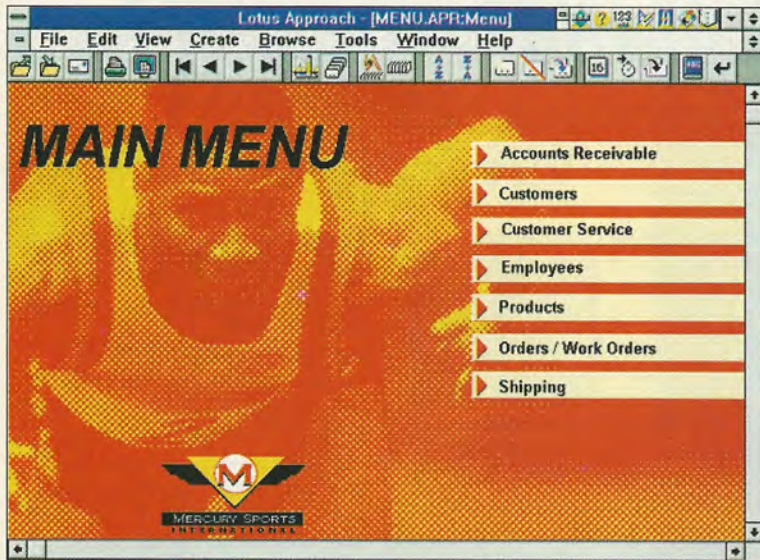 Lotus Approach - [MENU.APR:Menu]
File Edit View Create Browse Tools Window Help
MAIN MENU
Accounts Receivable
Customers
Customer Service
Employees
Products
Orders / Work Orders
Shipping
M
MERCURY SPORTS
INTERNATIONAL